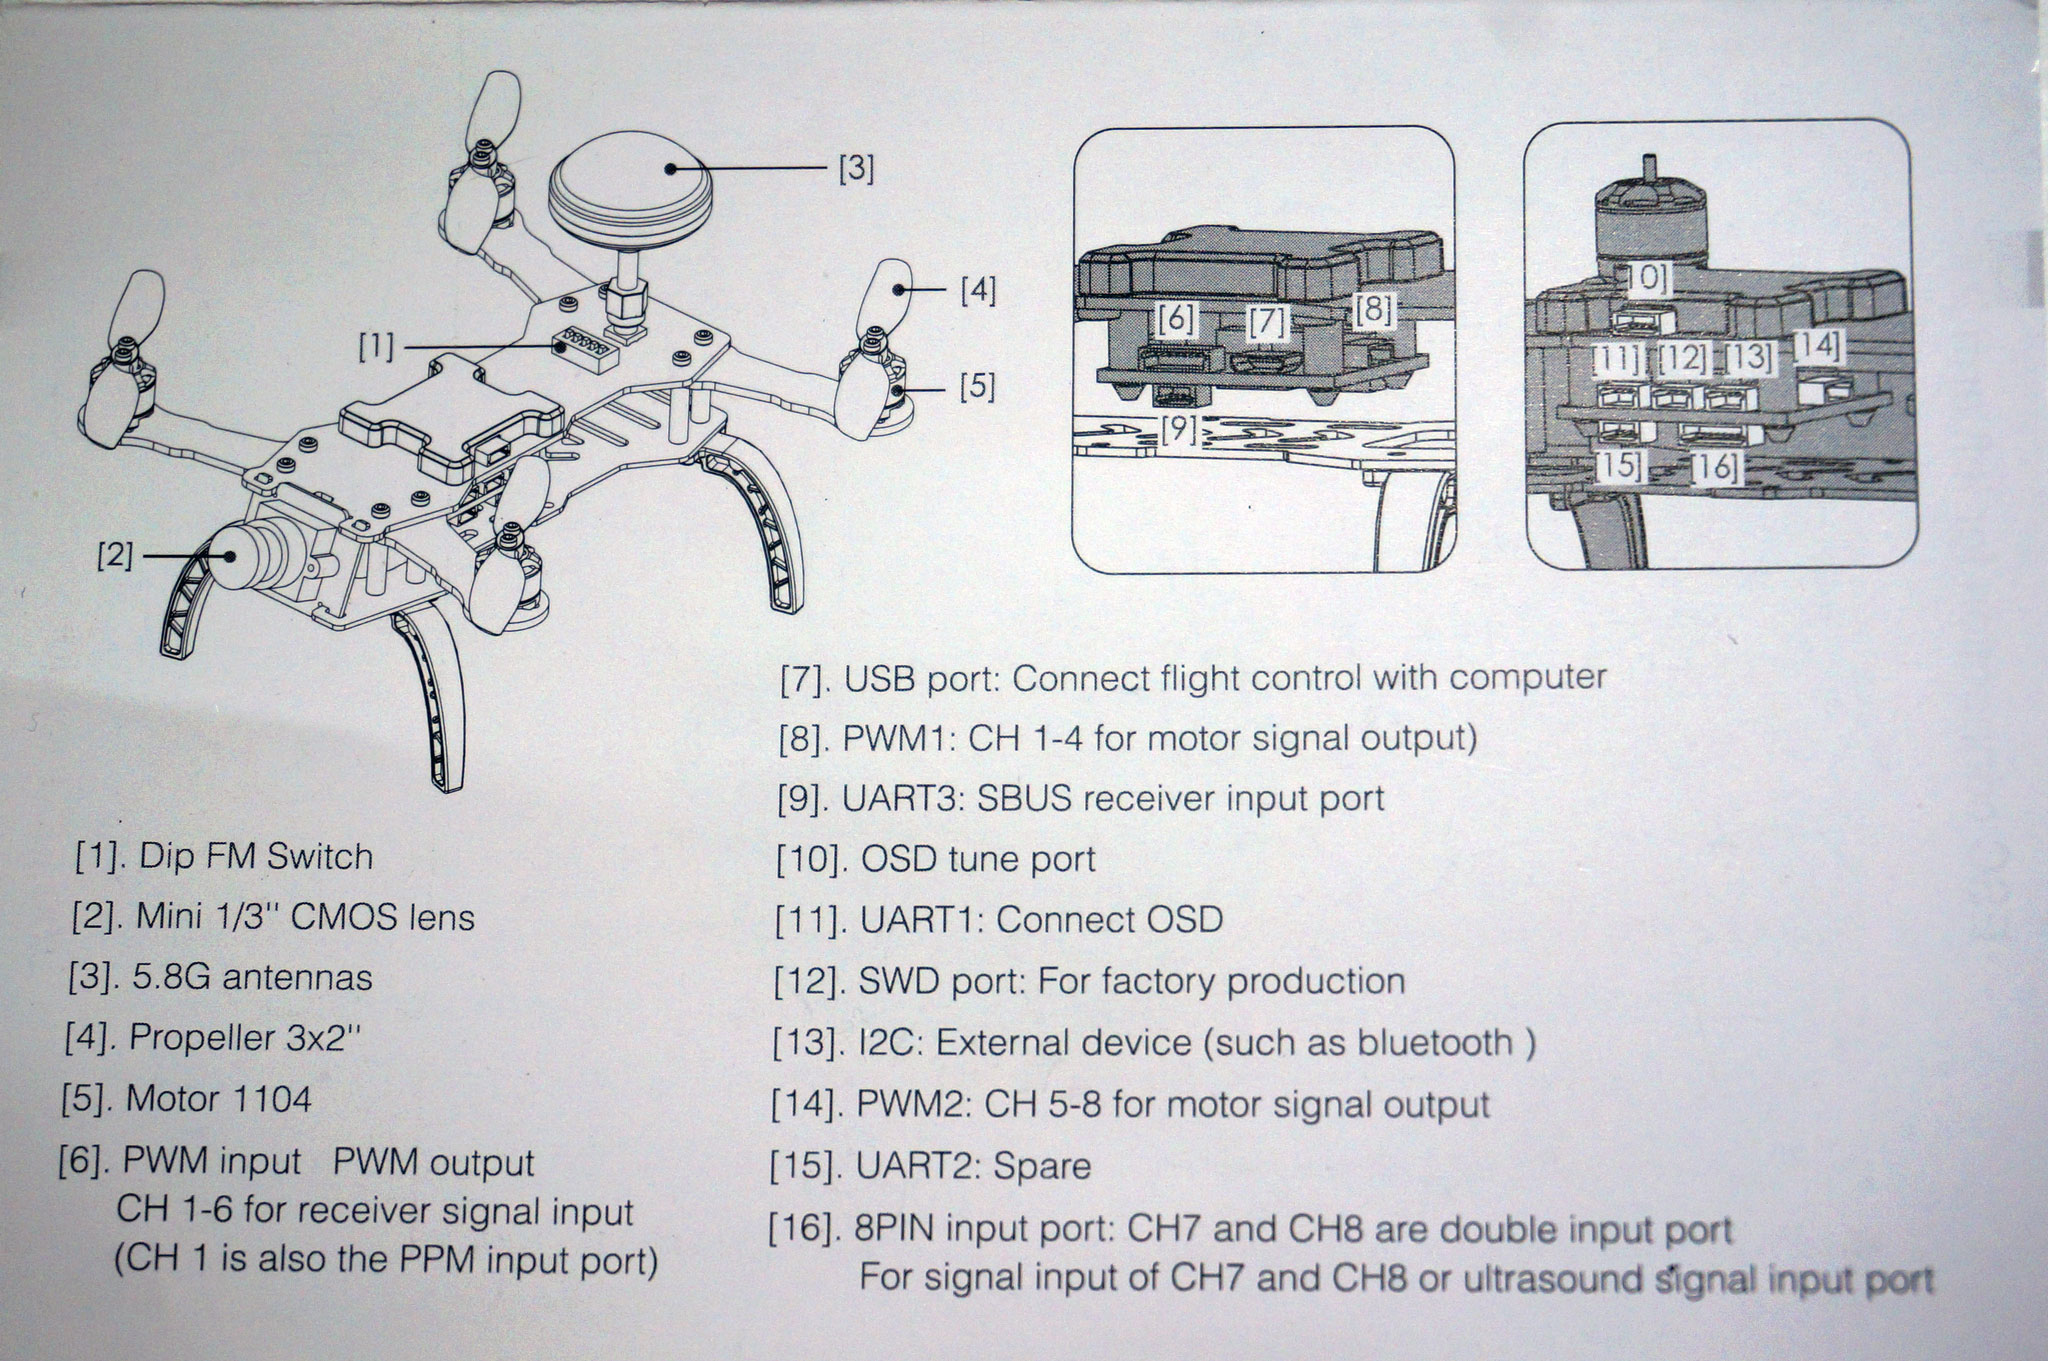 [3]
[4]
[1]
[5]
[2]
[6]
[7]
[8]
[9]
10]
[11]
[12]
[13]
[14]
[15]
[16]
[1]. Dip FM Switch
[2]. Mini 1/3" CMOS lens
[3]. 5.8G antennas
[4]. Propeller 3x2"
[5]. Motor 1104
[6]. PWM input PWM output
CH 1-6 for receiver signal input
(CH 1 is also the PPM input port)
[7]. USB port: Connect flight control with computer
[8]. PWM1: CH 1-4 for motor signal output)
[9]. UART3: SBUS receiver input port
[10]. OSD tune port
[11]. UART1: Connect OSD
[12]. SWD port: For factory production
[13]. I2C: External device (such as bluetooth )
[14]. PWM2: CH 5-8 for motor signal output
[15]. UART2: Spare
[16]. 8PIN input port: CH7 and CH8 are double input port
For signal input of CH7 and CH8 or ultrasound signal input port